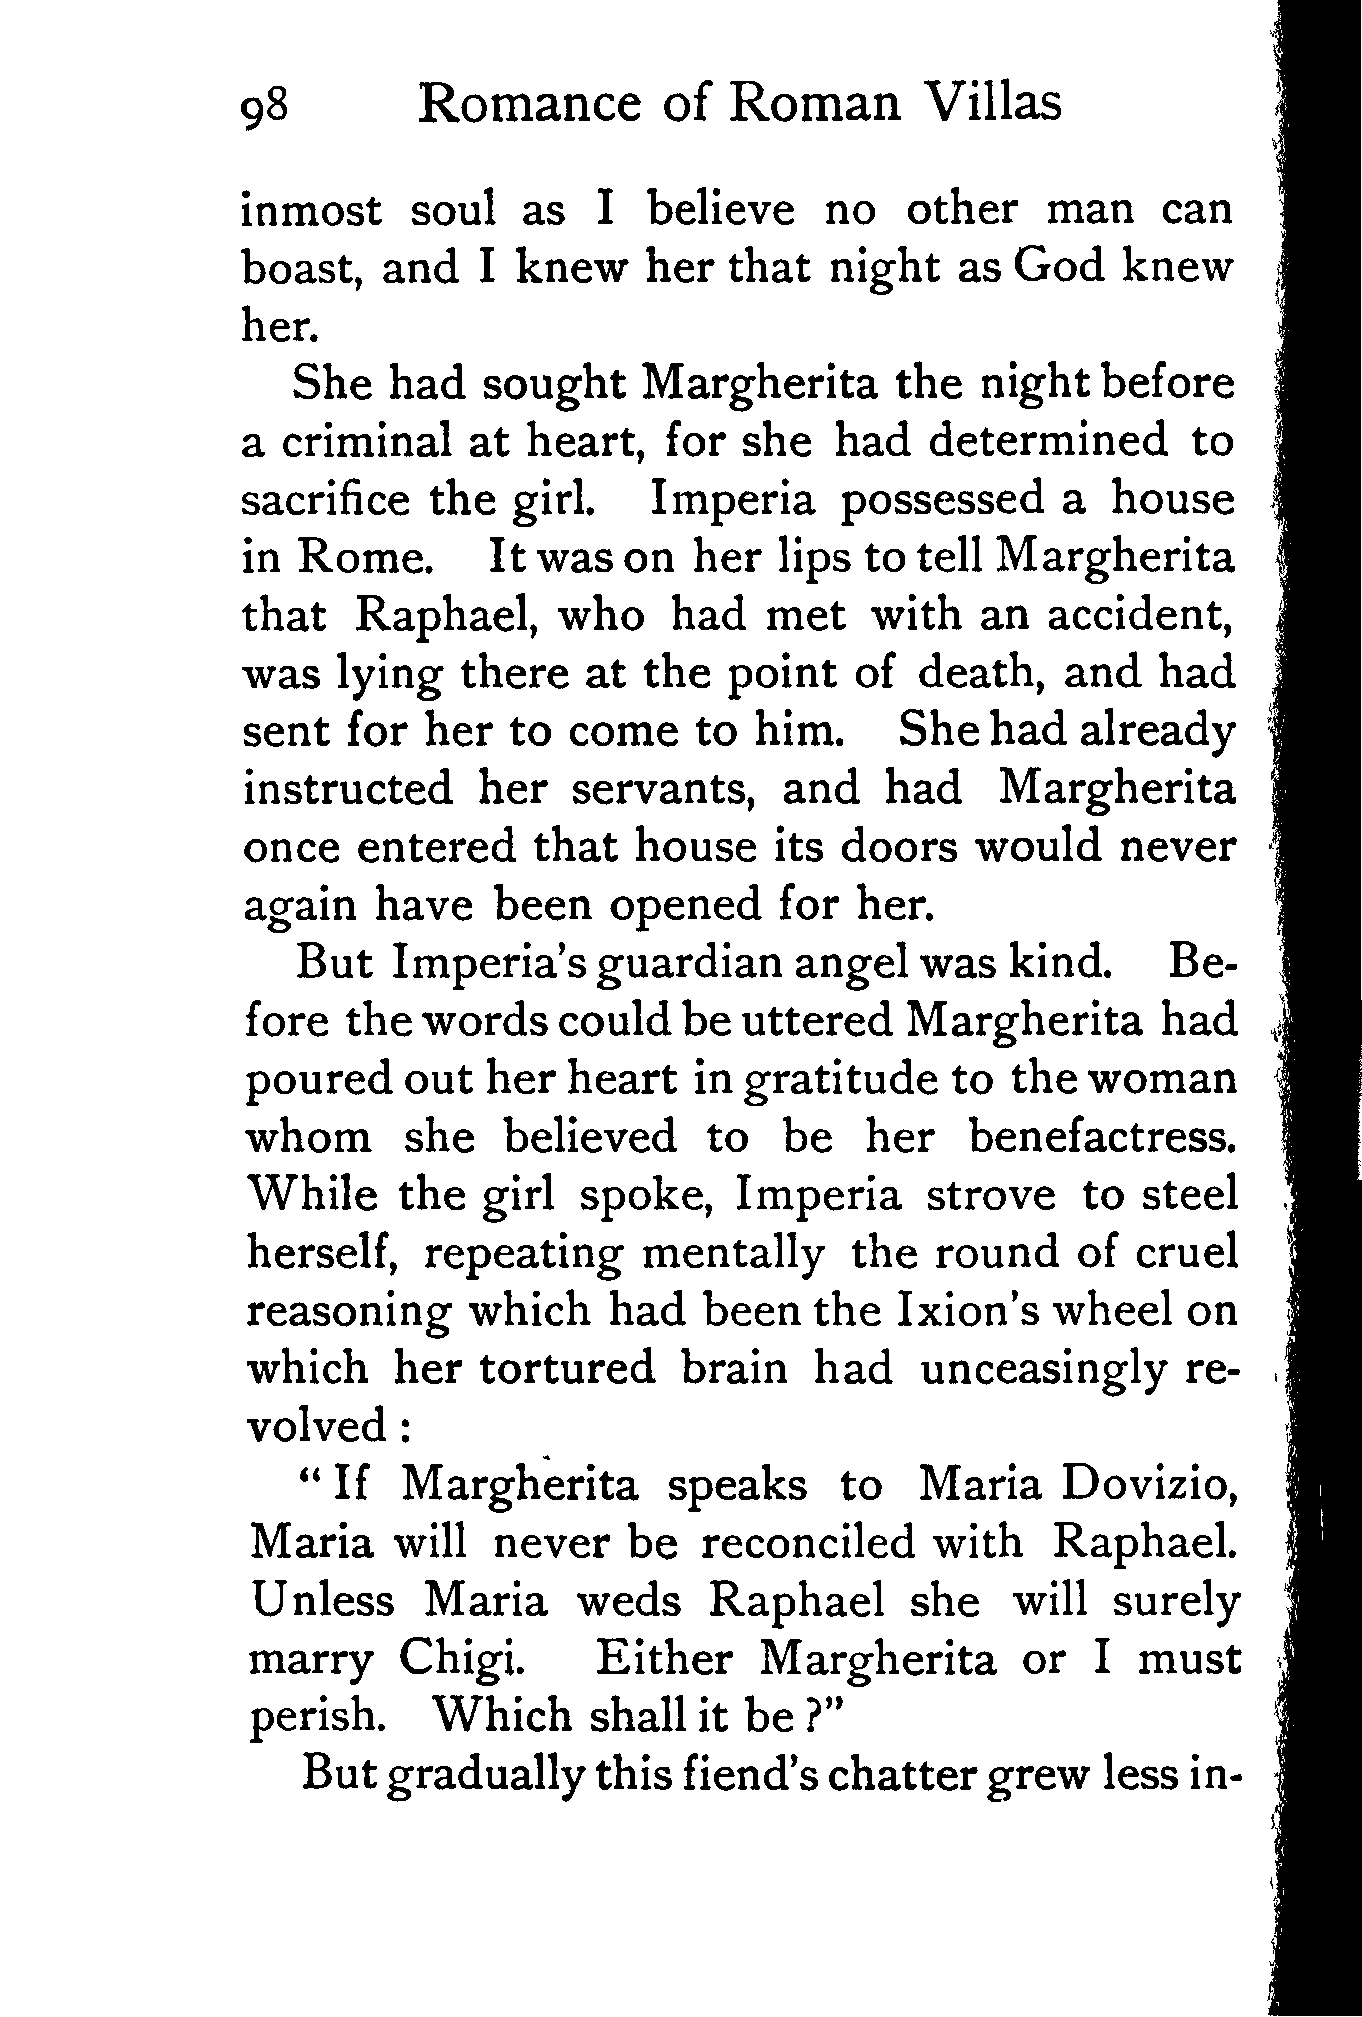 98 Romance of Roman Villas
inmost soul as I believe no other man can
boast, and I knew her that night as God knew
her.
She had sought Margherita the night before
a criminal at heart, for she had determined to
sacrifice the girl. Imperia possessed a house
in Rome. It was on her lips to tell Margherita
that Raphael, who had met with an accident,
was lying there at the point of death, and had
sent for her to come to him. She had already
instructed her servants, and had Margherita
once entered that house its doors would never
again have been opened for her.
But Imperia's guardian angel was kind. Be-
fore the words could be uttered Margherita had
poured out her heart in gratitude to the woman
whom she believed to be her benefactress.
While the girl spoke, Imperia strove to steel
herself, repeating mentally the round of cruel
reasoning which had been the Ixion's wheel on
which her tortured brain had unceasingly re-
volved :
" If Margherita speaks to Maria Dovizio,
Maria will never be reconciled with Raphael.
Unless Maria weds Raphael she will surely
marry Chigi. Either Margherita or I must
perish. Which shall it be ?"
But gradually this fiend's chatter grew less in-